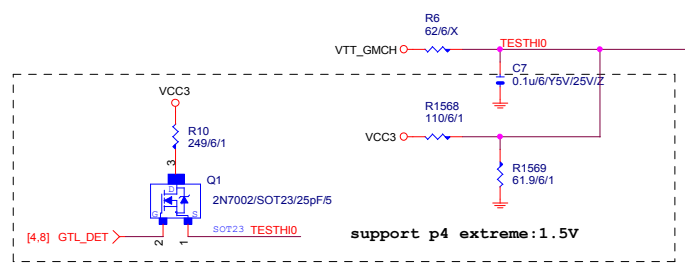 R6
62/6/X
VTT_GMCH
TESTHI0
C7
0.1u/6/Y5V/25V/Z
VCC3
R10
249/6/1
R1568
110/6/1
VCC3
3
Q1
D
2N7002/SOT23/25pF/5
G
S
R1569
61.9/6/1
[4,8] GTL_DET
2
1
SOT23 TESTHI0
support p4 extreme:1.5V